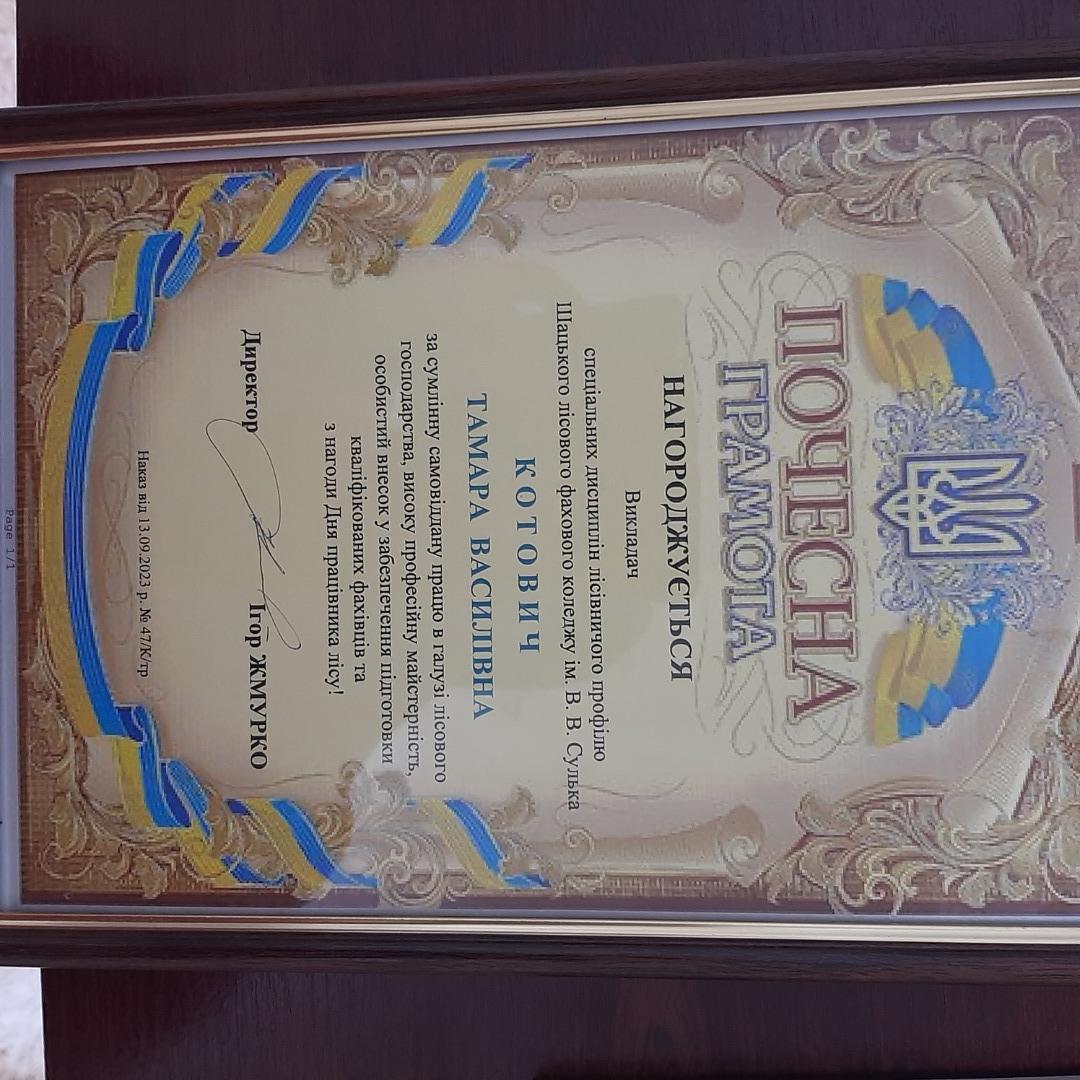 ПОЧЕСНА
ГРАМОТА
НАГОРОДЖУЄТЬСЯ
Викладач
спеціальних дисциплін лісівничого профілю
Шацького лісового фахового коледжу ім. В. В. Сулька
КОТОВИЧ
ТАМАРА ВАСИЛІВНА
за сумлінну самовіддану працю в галузі лісового
господарства, високу професійну майстерність,
особистий внесок у забезпечення підготовки
кваліфікованих фахівців та
з нагоди Дня працівника лісу!
Директор Ігор ЖМУРКО
Наказ від 13.09.2023 р. № 47/К/тр
Page 1/1